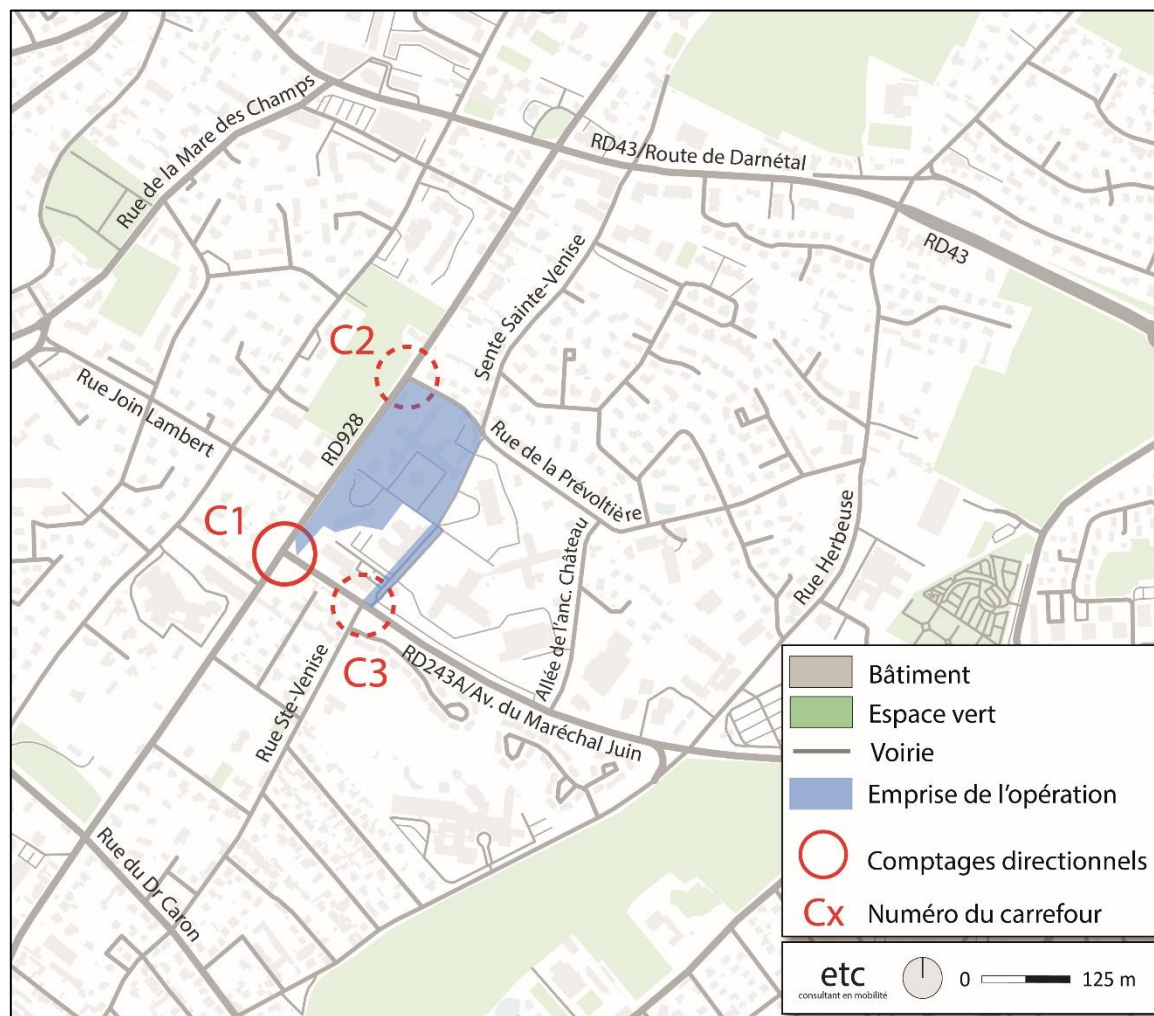 Rue de la Mare des Champs
RD43/Route de Darnétal
RD43
Sente Sainte-Venise
C2
Rue Join Lambert
RD928
Rue de la Prévoltière
C1
Allée de l'anc. Château
Rue Herbeuse
C3
RD243A/Av. du Maréchal Juin
Rue Ste-Venise
Rue du Dr Caron
Bâtiment
Espace vert
Voirie
Emprise de l'opération
Comptages directionnels
Cx Numéro du carrefour
etc
consultant en mobilité
0 125 m